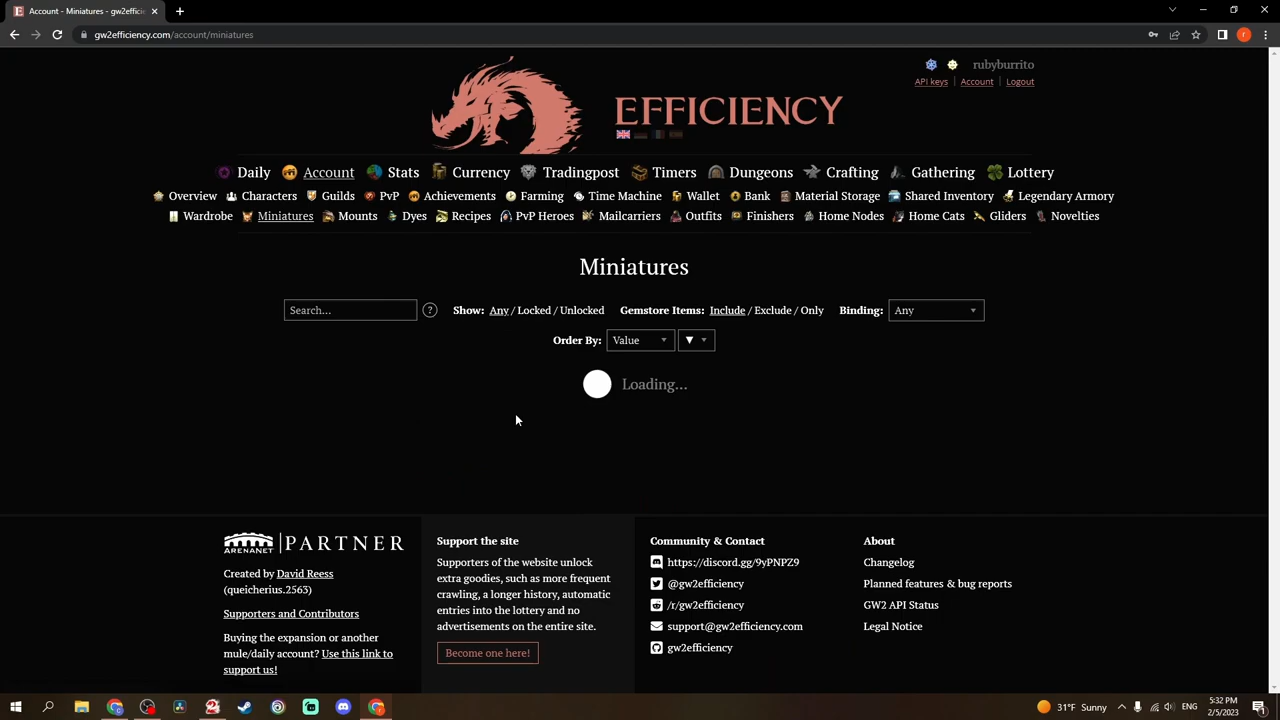 Account - Miniatures - gw2efficie
gw2efficiency.com/account/miniatures
rubyburrito
API keys | Account | Logout
EFFICIENCY
Daily Account Stats Currency Tradingpost Timers Dungeons Crafting Gathering Lottery
Overview Characters Guilds PvP Achievements Farming Time Machine Wallet Bank Material Storage Shared Inventory Legendary Armory
Wardrobe Miniatures Mounts Dyes Recipes PvP Heroes Mailcarriers Outfits Finishers Home Nodes Home Cats Gliders Novelties
Miniatures
Search... ? Show: Any / Locked / Unlocked Gemstore Items: Include / Exclude / Only Binding: Any
Order By: Value ▼
Loading...
ARENANET | PARTNER
Created by David Reess
(queicherius.2563)
Supporters and Contributors
Buying the expansion or another
mule/daily account? Use this link to
support us!
Support the site
Supporters of the website unlock
extra goodies, such as more frequent
crawling, a longer history, automatic
entries into the lottery and no
advertisements on the entire site.
Become one here!
Community & Contact
https://discord.gg/9yPNPZ9
@gw2efficiency
/r/gw2efficiency
support@gw2efficiency.com
gw2efficiency
About
Changelog
Planned features & bug reports
GW2 API Status
Legal Notice
31°F Sunny
ENG
5:32 PM
2/5/2023